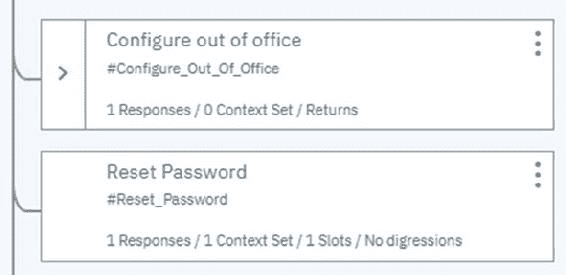 Configure out of office
#Configure_Out_Of_Office
1 Responses / 0 Context Set / Returns
Reset Password
#Reset_Password
1 Responses / 1 Context Set / 1 Slots / No digressions